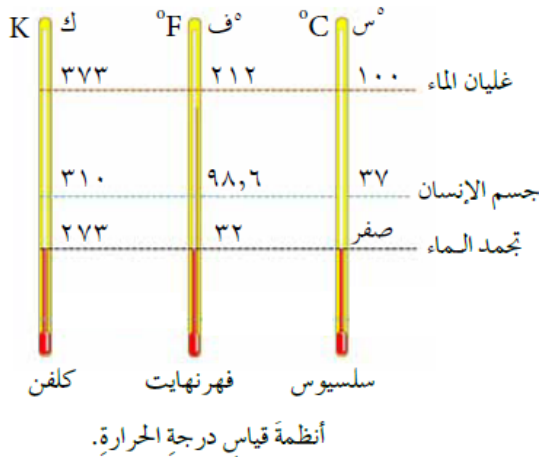 °س °C °ف °F ك K
غليان الماء ١٠٠ ٢١٢ ٣٧٣
جسم الإنسان ٣٧ ٩٨,٦ ٣١٠
تجمد الـماء صفر ٣٢ ٢٧٣
سلسيوس فهرنهايت كلفن
أنظمةَ قياسِ درجةِ الحرارةِ.